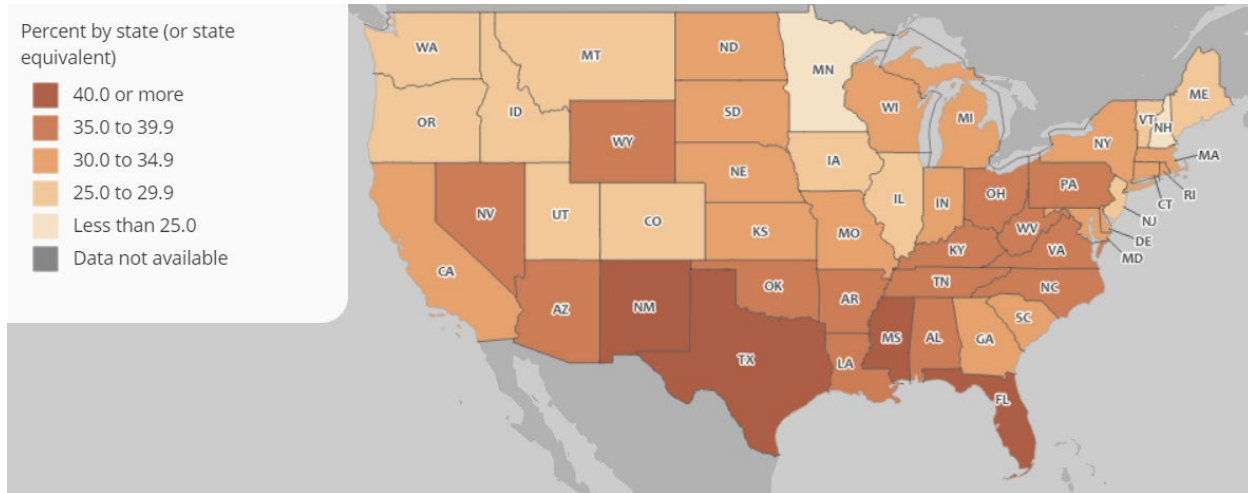 Percent by state (or state
equivalent)
40.0 or more
35.0 to 39.9
30.0 to 34.9
25.0 to 29.9
Less than 25.0
Data not available
WA
MT
ND
MN
ME
OR
ID
SD
WI
MI
VT
NH
NY
MA
WY
IA
NE
PA
RI
CT
NV
UT
CO
IL
IN
OH
NJ
KS
MO
WV
VA
DE
MD
CA
KY
AZ
NM
OK
AR
TN
NC
TX
LA
MS
AL
GA
SC
FL